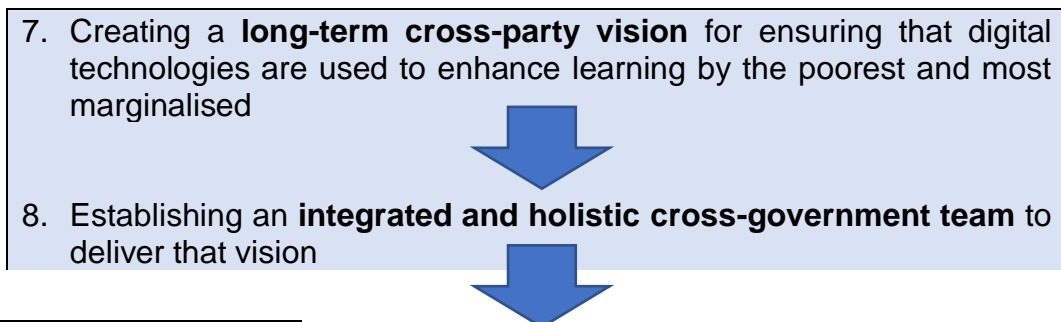 7. Creating a long-term cross-party vision for ensuring that digital
technologies are used to enhance learning by the poorest and most
marginalised
8. Establishing an integrated and holistic cross-government team to
deliver that vision